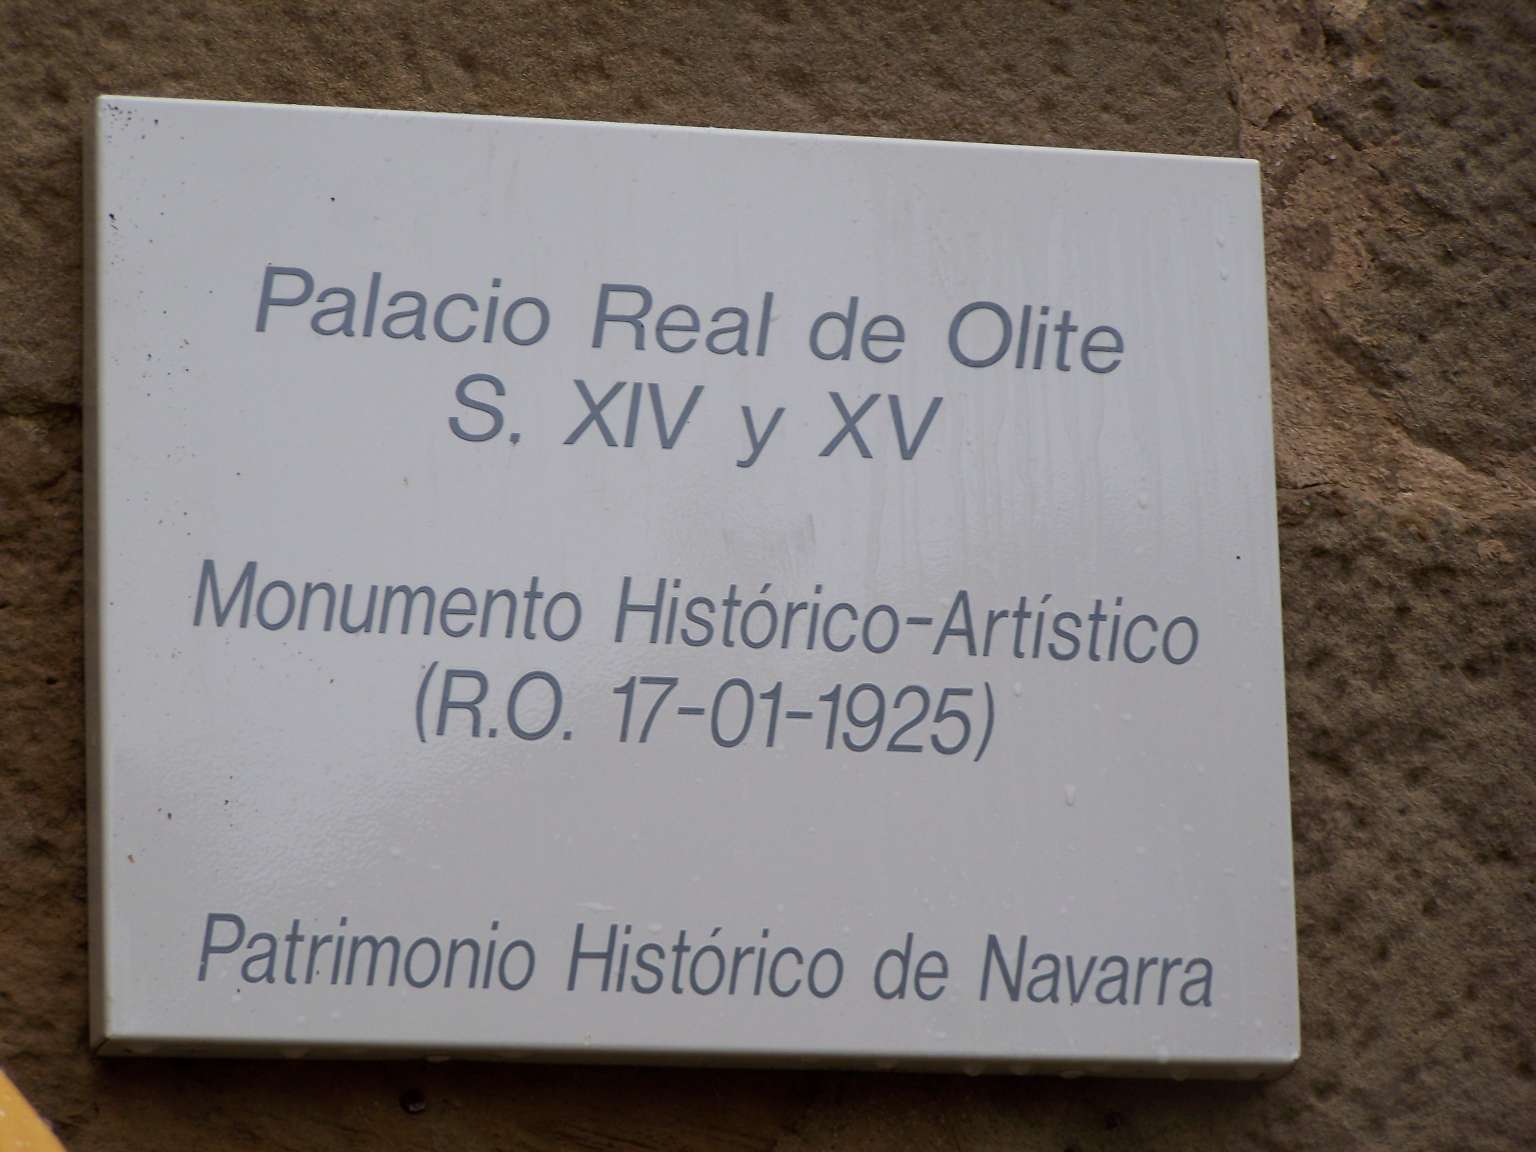 Palacio Real de Olite
S. XIV y XV
Monumento Histórico-Artístico
(R.O. 17-01-1925)
Patrimonio Histórico de Navarra